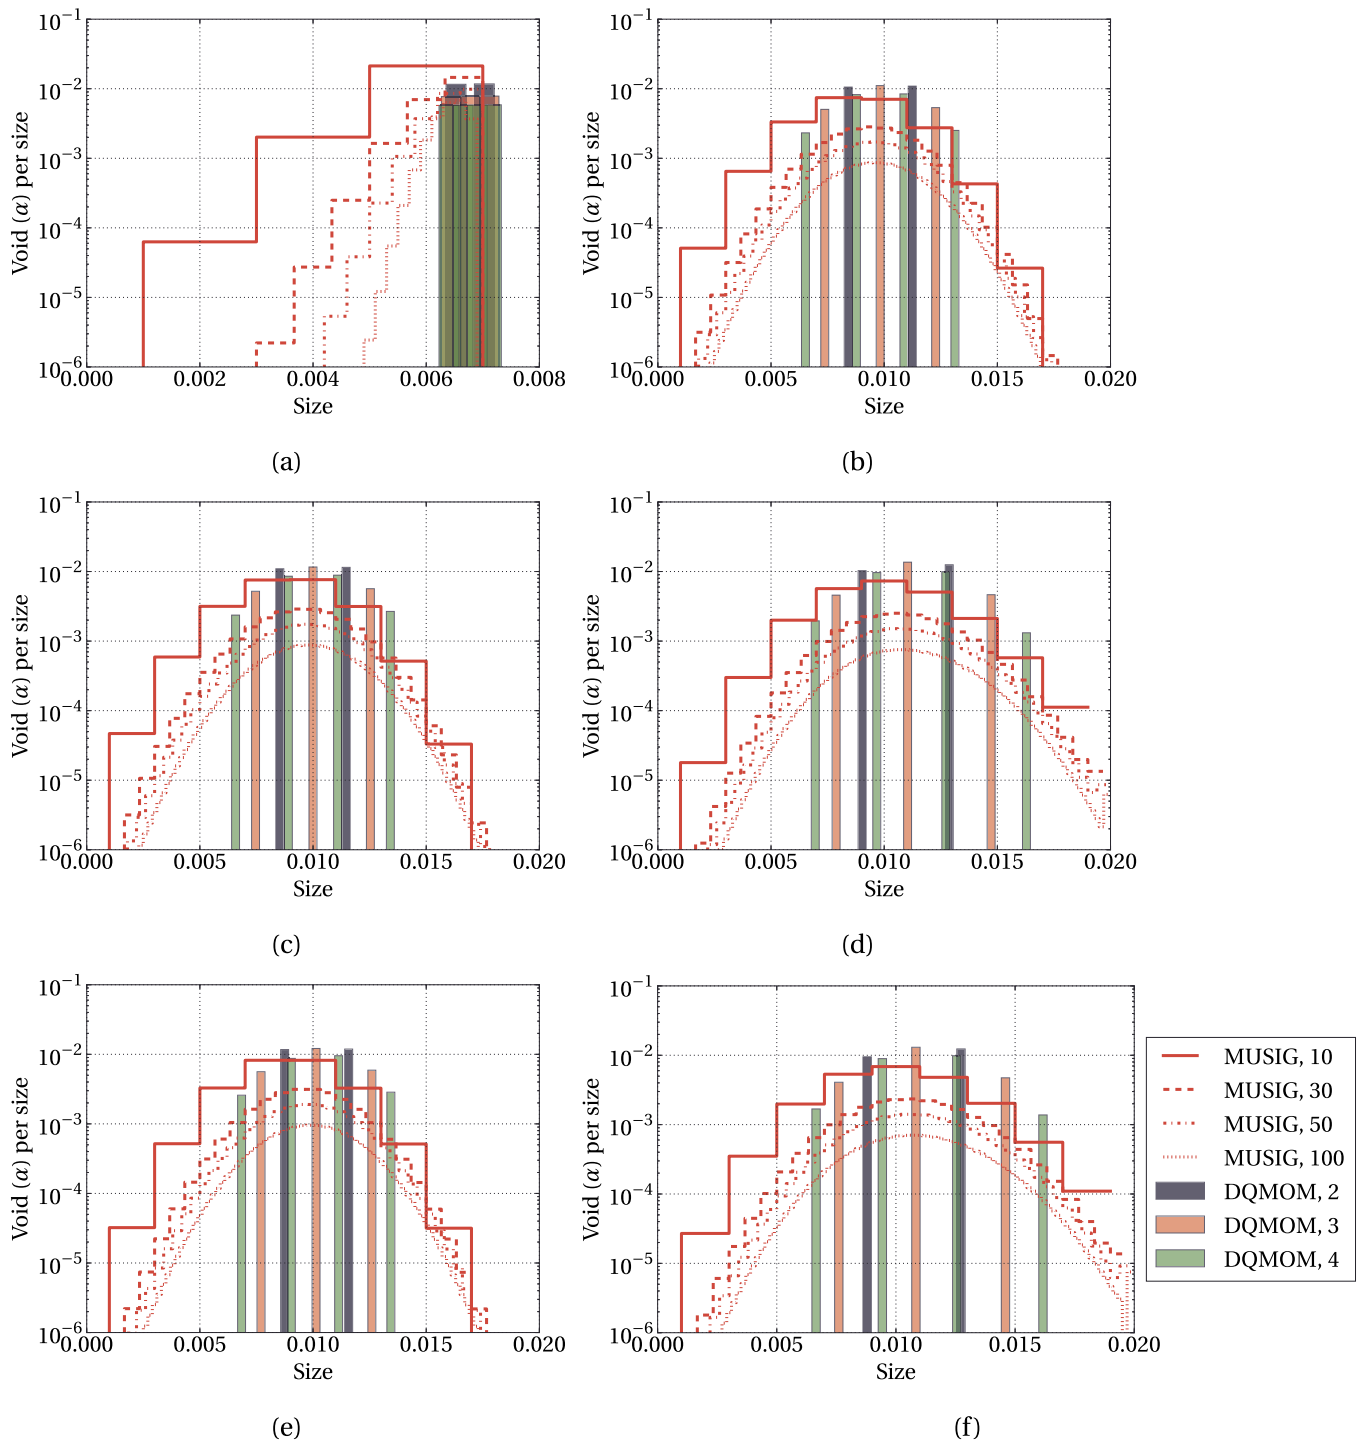 10⁻¹
10⁻²
10⁻³
10⁻⁴
10⁻⁵
10⁻⁶
Void (α) per size
0.000 0.002 0.004 0.006 0.008
Size
(a)
10⁻¹
10⁻²
10⁻³
10⁻⁴
10⁻⁵
10⁻⁶
Void (α) per size
0.000 0.005 0.010 0.015 0.020
Size
(b)
10⁻¹
10⁻²
10⁻³
10⁻⁴
10⁻⁵
10⁻⁶
Void (α) per size
0.000 0.005 0.010 0.015 0.020
Size
(c)
10⁻¹
10⁻²
10⁻³
10⁻⁴
10⁻⁵
10⁻⁶
Void (α) per size
0.000 0.005 0.010 0.015 0.020
Size
(d)
10⁻¹
10⁻²
10⁻³
10⁻⁴
10⁻⁵
10⁻⁶
Void (α) per size
0.000 0.005 0.010 0.015 0.020
Size
(e)
10⁻¹
10⁻²
10⁻³
10⁻⁴
10⁻⁵
10⁻⁶
Void (α) per size
0.000 0.005 0.010 0.015 0.020
Size
(f)
MUSIG, 10
MUSIG, 30
MUSIG, 50
MUSIG, 100
DQMOM, 2
DQMOM, 3
DQMOM, 4